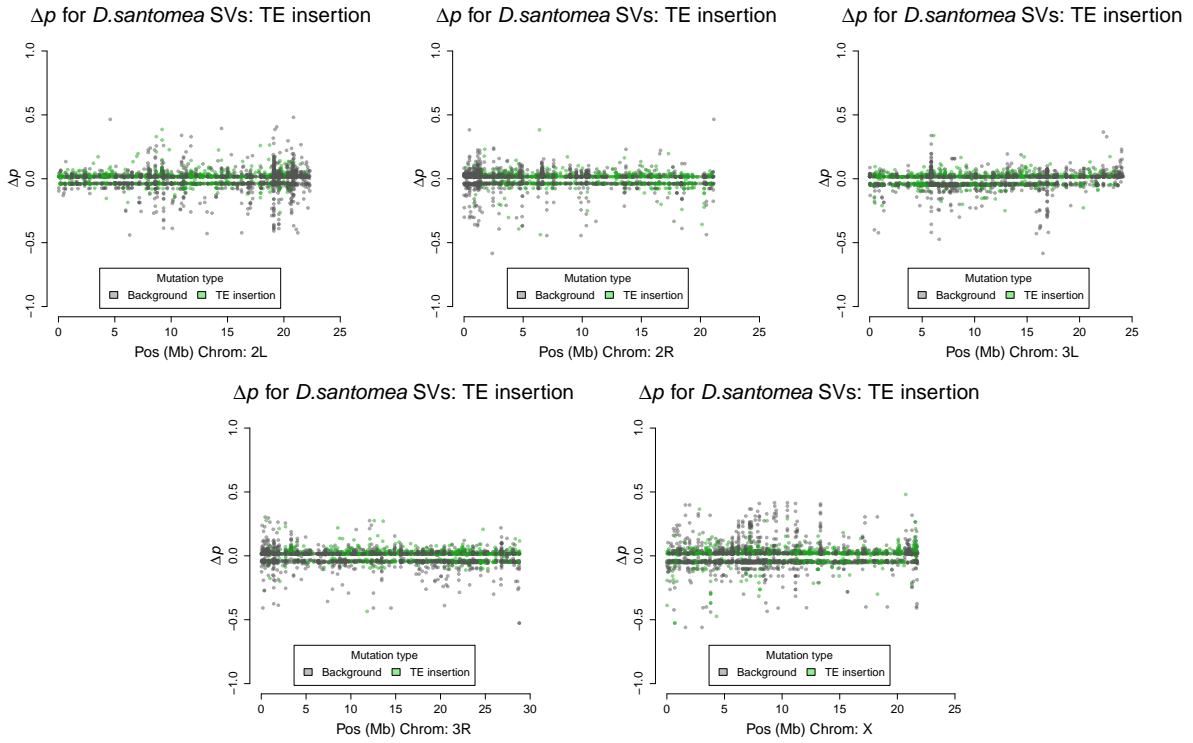 Δp for D.santomea SVs: TE insertion
1.0
0.5
0.0
−0.5
−1.0
Δp
Mutation type
Background TE insertion
0 5 10 15 20 25
Pos (Mb) Chrom: 2L
Δp for D.santomea SVs: TE insertion
1.0
0.5
0.0
−0.5
−1.0
Δp
Mutation type
Background TE insertion
0 5 10 15 20 25
Pos (Mb) Chrom: 2R
Δp for D.santomea SVs: TE insertion
1.0
0.5
0.0
−0.5
−1.0
Δp
Mutation type
Background TE insertion
0 5 10 15 20 25
Pos (Mb) Chrom: 3L
Δp for D.santomea SVs: TE insertion
1.0
0.5
0.0
−0.5
−1.0
Δp
Mutation type
Background TE insertion
0 5 10 15 20 25 30
Pos (Mb) Chrom: 3R
Δp for D.santomea SVs: TE insertion
1.0
0.5
0.0
−0.5
−1.0
Δp
Mutation type
Background TE insertion
0 5 10 15 20 25
Pos (Mb) Chrom: X